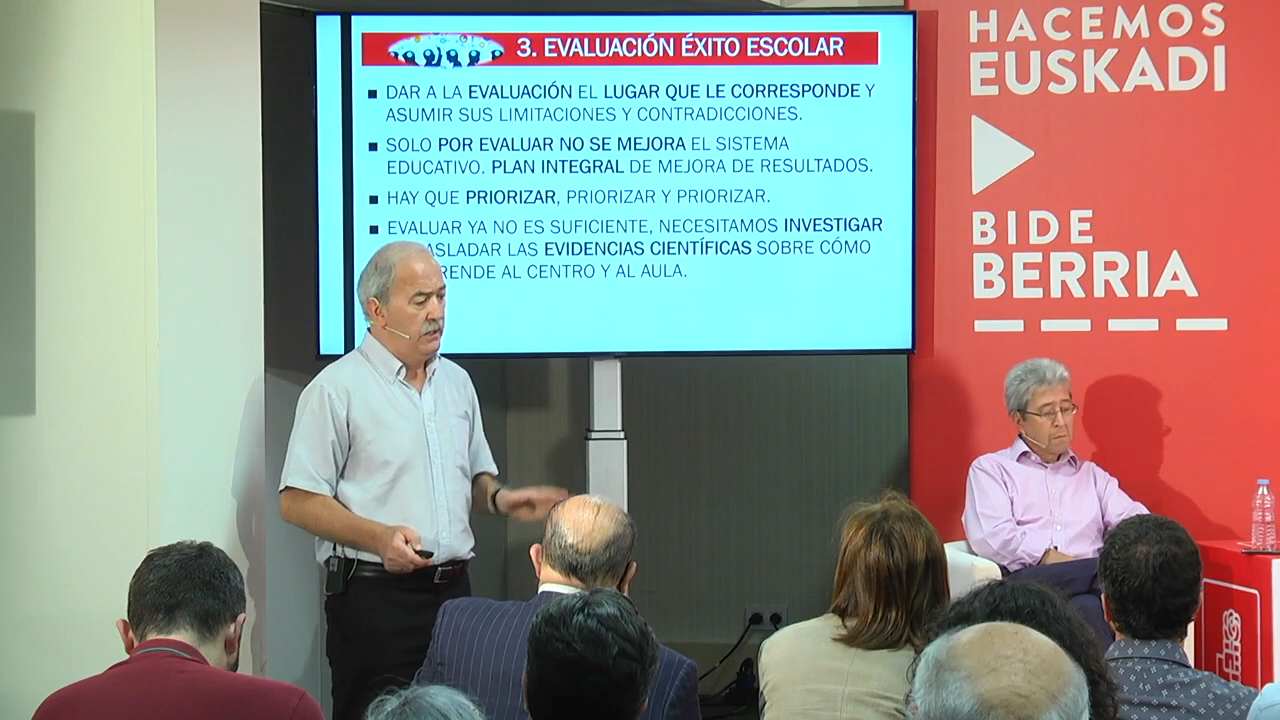 3. EVALUACIÓN ÉXITO ESCOLAR
DAR A LA EVALUACIÓN EL LUGAR QUE LE CORRESPONDE Y
ASUMIR SUS LIMITACIONES Y CONTRADICCIONES.
SOLO POR EVALUAR NO SE MEJORA EL SISTEMA
EDUCATIVO. PLAN INTEGRAL DE MEJORA DE RESULTADOS.
HAY QUE PRIORIZAR, PRIORIZAR Y PRIORIZAR.
EVALUAR YA NO ES SUFICIENTE, NECESITAMOS INVESTIGAR
LAS EVIDENCIAS CIENTÍFICAS SOBRE CÓMO
AL CENTRO Y AL AULA.
HACEMOS
EUSKADI
BIDE
BERRIA